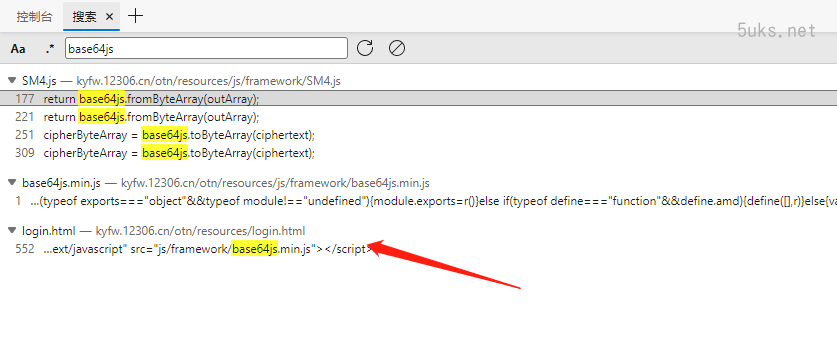 控制台 搜索 × +
5uks.net
Aa .* base64js
SM4.js — kyfw.12306.cn/otn/resources/js/framework/SM4.js
177 return base64js.fromByteArray(outArray);
221 return base64js.fromByteArray(outArray);
251 cipherByteArray = base64js.toByteArray(ciphertext);
309 cipherByteArray = base64js.toByteArray(ciphertext);
base64js.min.js — kyfw.12306.cn/otn/resources/js/framework/base64js.min.js
1 ...(typeof exports==="object"&&typeof module!=="undefined"){module.exports=r()}else if(typeof define==="function"&&define.amd){define([],r)}else{va
login.html — kyfw.12306.cn/otn/resources/login.html
552 ...ext/javascript" src="js/framework/base64js.min.js"></script>